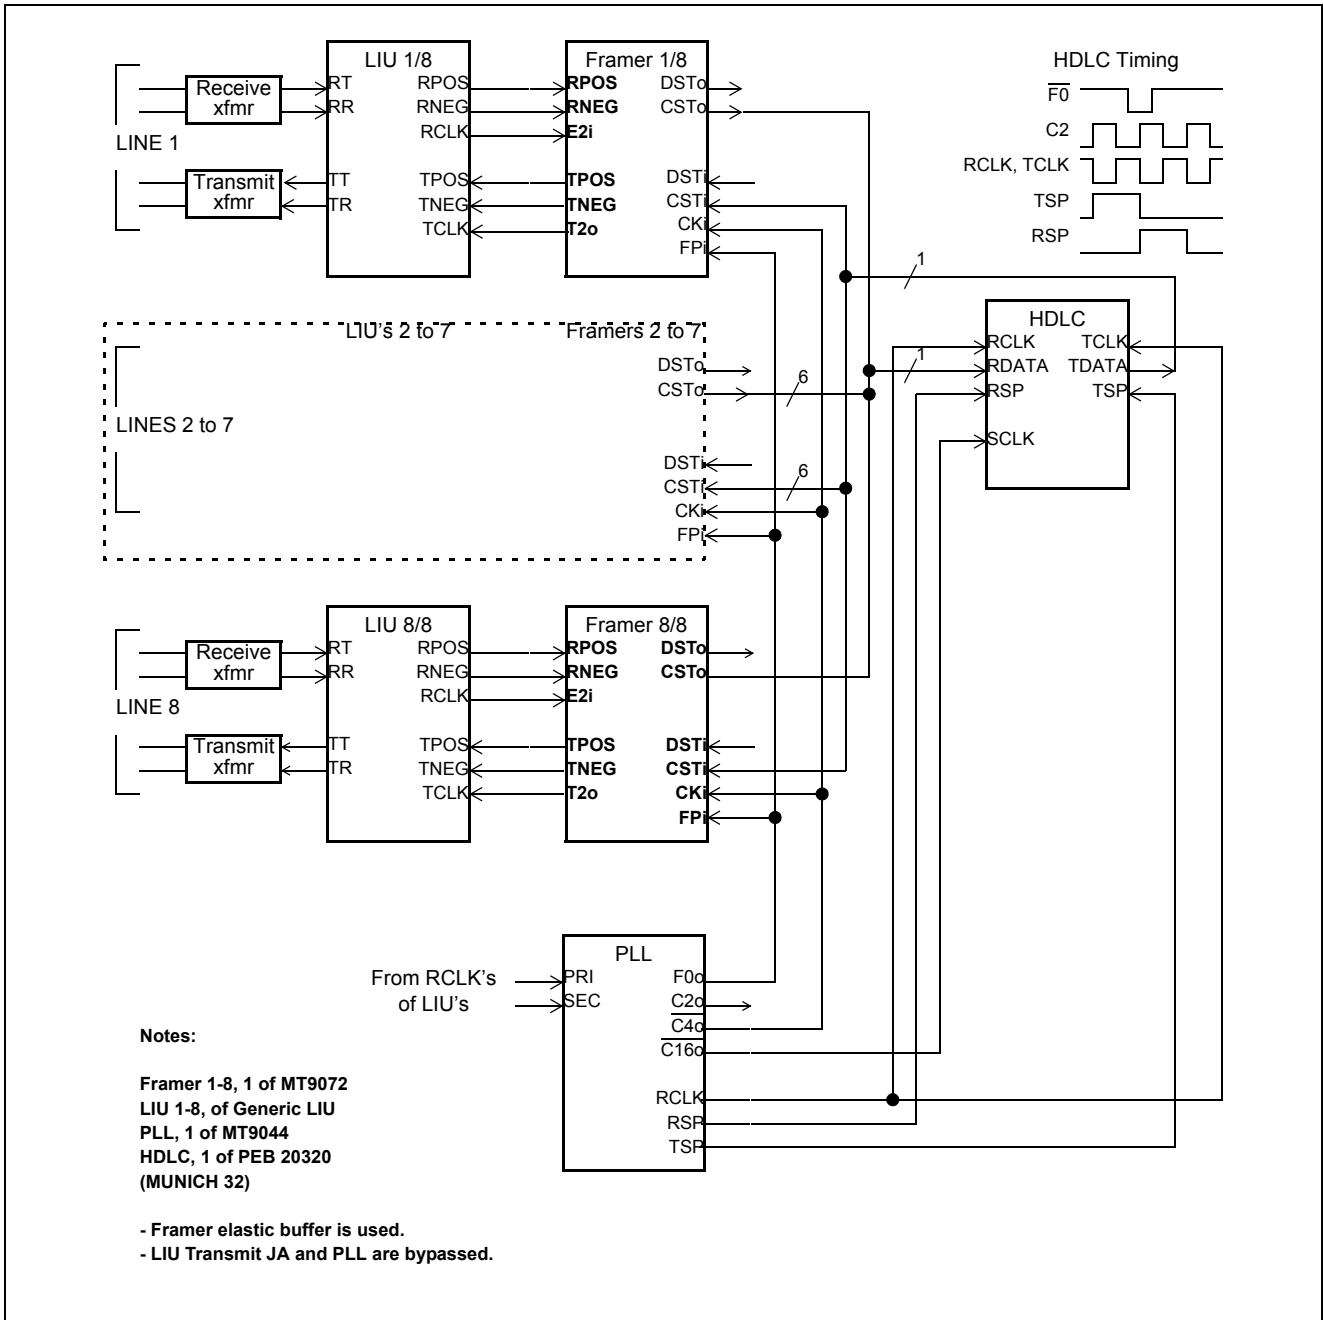 LIU 1/8
Framer 1/8
HDLC Timing
Receive
xfmr
RT
RR
RPOS
RNEG
RCLK
RPOS
RNEG
E2i
DSTo
CSTo
LINE 1
Transmit
xfmr
TT
TR
TPOS
TNEG
TCLK
TPOS
TNEG
T2o
DSTi
CSTi
CKi
FPi
F0
C2
RCLK, TCLK
TSP
RSP
1
HDLC
RCLK
RDATA
RSP
SCLK
TCLK
TDATA
TSP
1
LIU's 2 to 7
Framers 2 to 7
LINES 2 to 7
DSTo
CSTo
6
DSTi
CSTi
CKi
FPi
6
LIU 8/8
Framer 8/8
Receive
xfmr
RT
RR
RPOS
RNEG
RCLK
RPOS
RNEG
E2i
DSTo
CSTo
LINE 8
Transmit
xfmr
TT
TR
TPOS
TNEG
TCLK
TPOS
TNEG
T2o
DSTi
CSTi
CKi
FPi
PLL
From RCLK's
of LIU's
PRI
SEC
F0o
C2o
C4o
C16o
RCLK
RSP
TSP
Notes:
Framer 1-8, 1 of MT9072
LIU 1-8, of Generic LIU
PLL, 1 of MT9044
HDLC, 1 of PEB 20320
(MUNICH 32)
- Framer elastic buffer is used.
- LIU Transmit JA and PLL are bypassed.